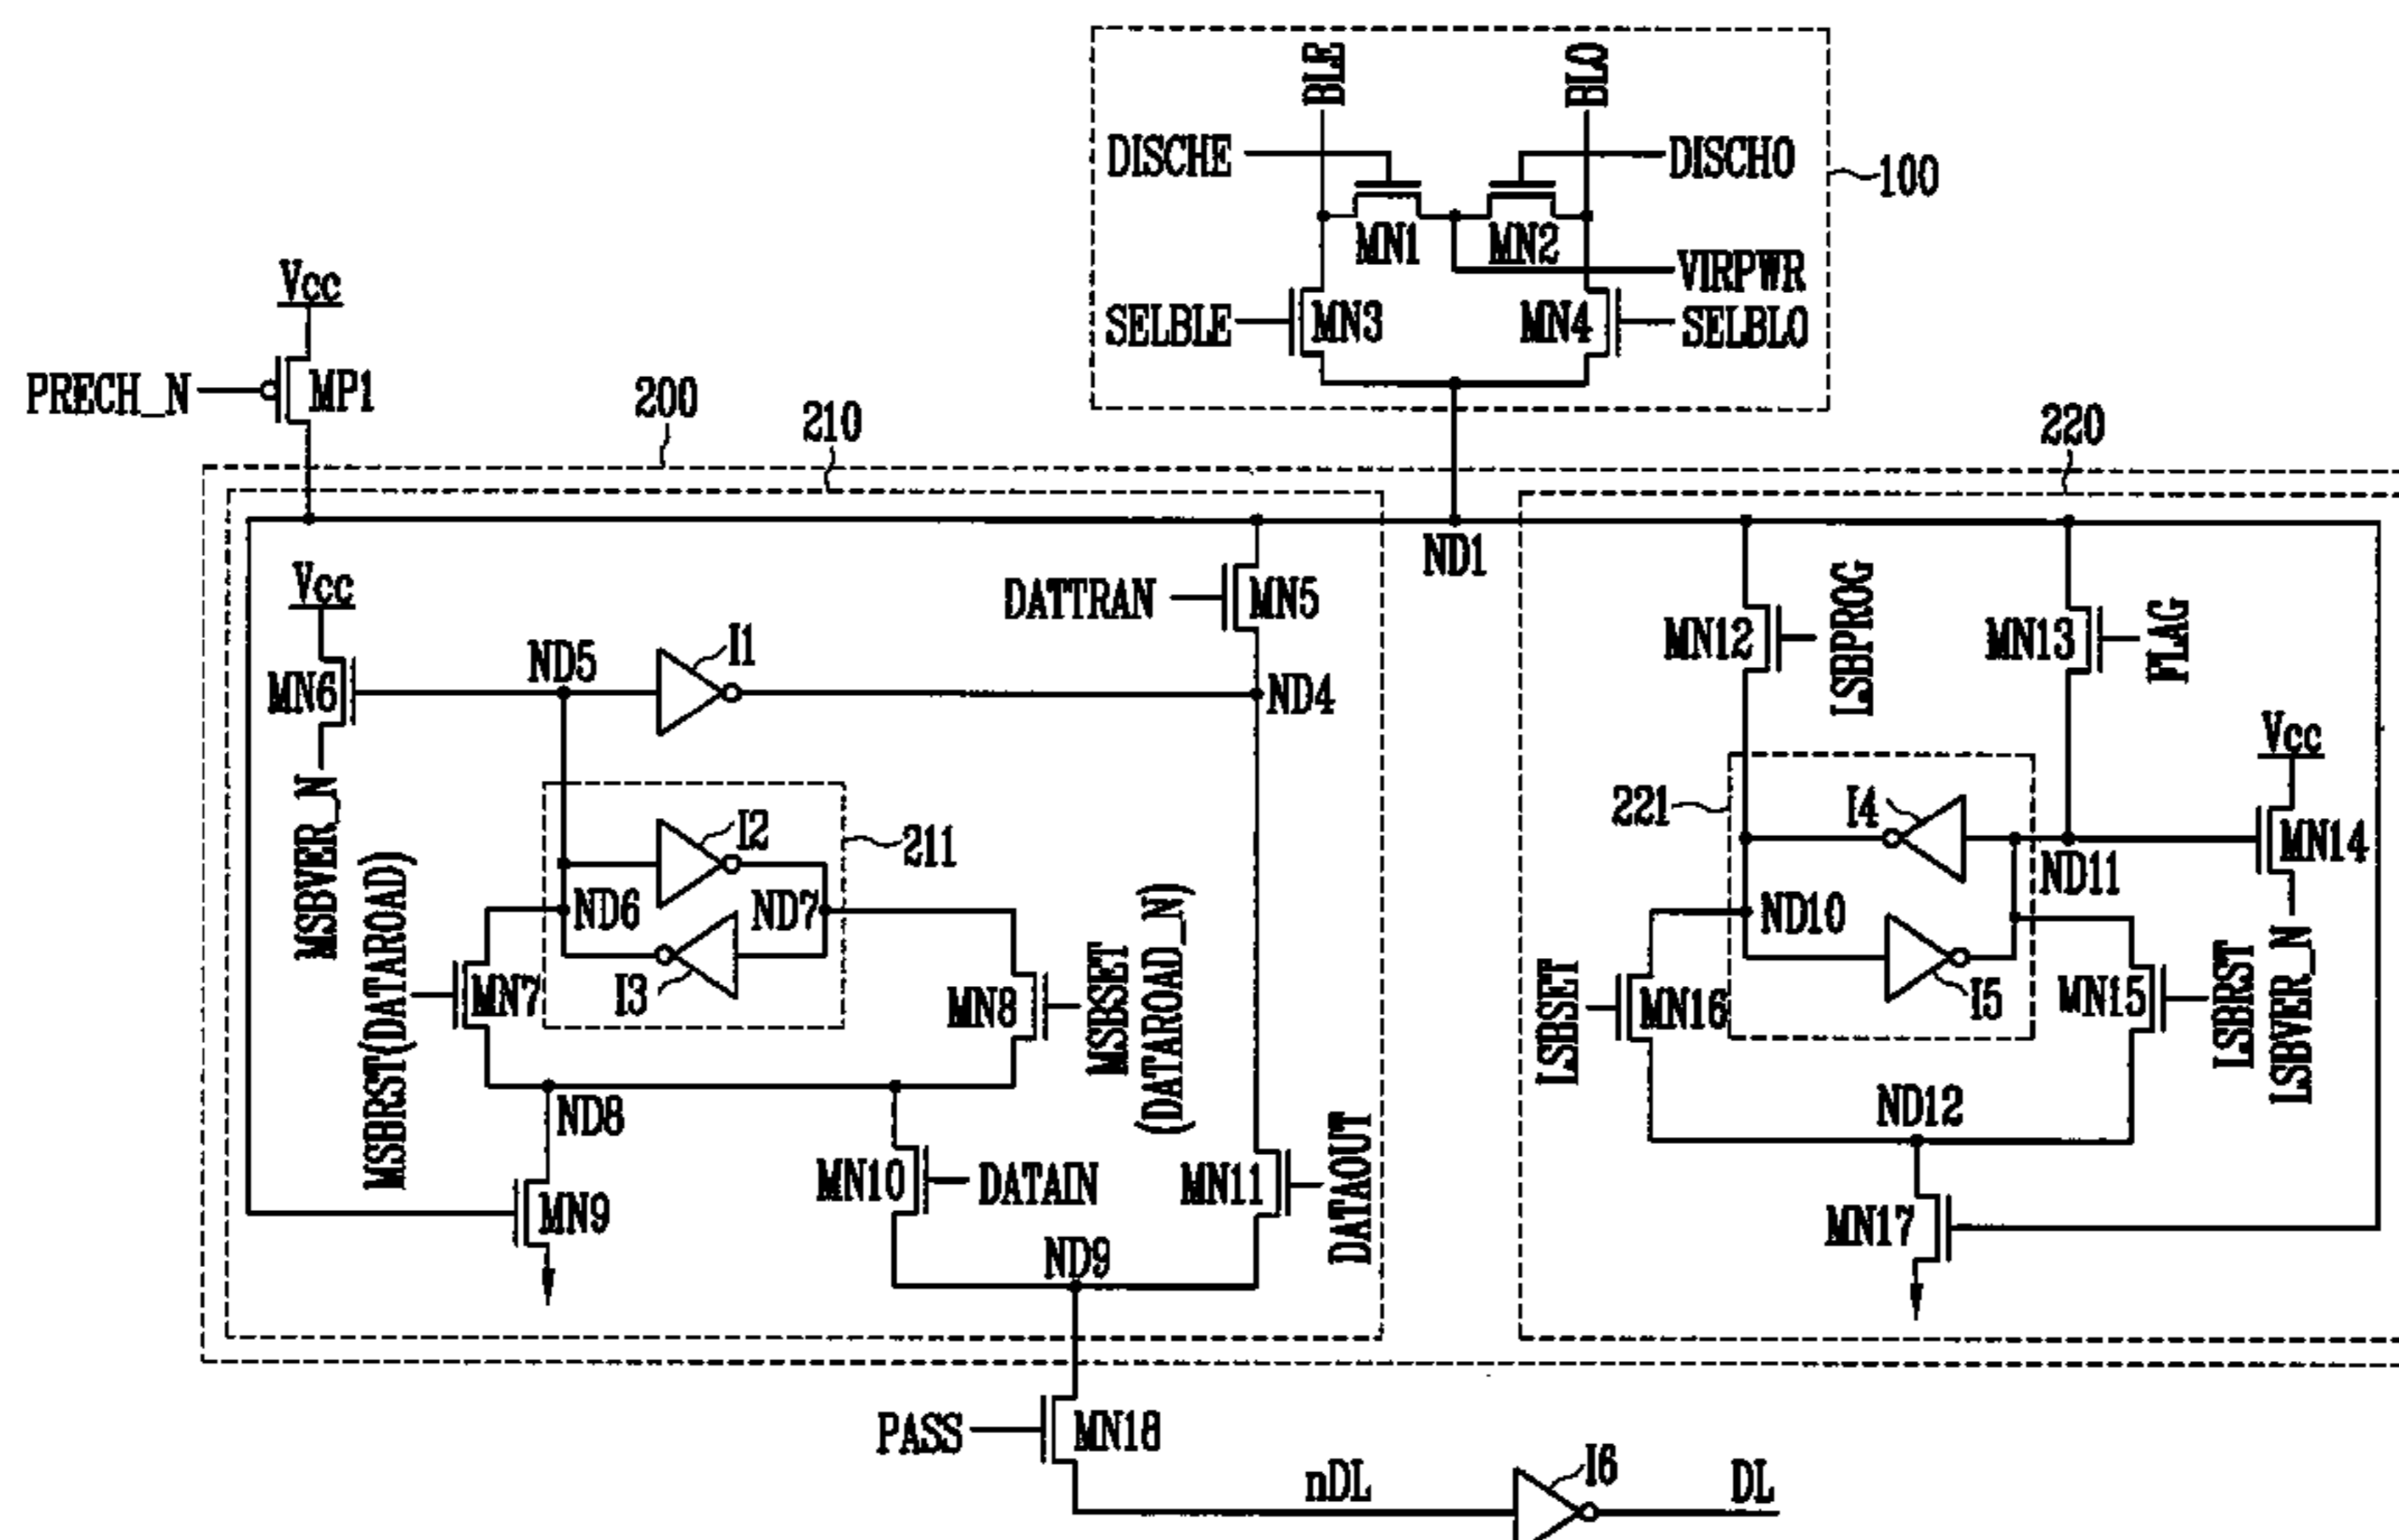 BLE
BLO
DISCHE
DISCHO
100
MN1
MN2
VIRPWR
SELBLE
MN3
MN4
SELBLO
Vcc
PRECH_N
MP1
200
210
220
ND1
Vcc
DATTRAN
MN5
MN12
LSBPROG
MN13
FLAG
MN6
ND5
I1
ND4
MSBVER_N
Vcc
I2
211
221
I4
ND11
MN14
ND6
ND7
ND10
MSBRST(DATAROAD)
MN7
I3
MN8
MSBSET
(DATAROAD_N)
LSBSET
MN16
I5
MN15
LSBRST
LSBVER_N
ND8
ND12
MN10
DATAIN
MN11
DATAOUT
MN9
MN17
ND9
PASS
MN18
nDL
I6
DL